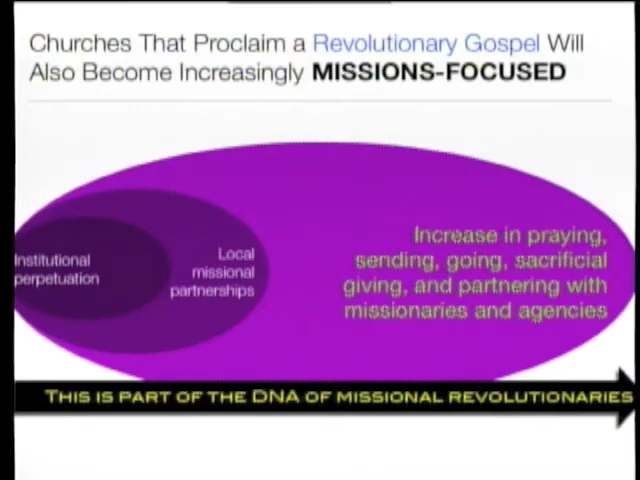 Churches That Proclaim a Revolutionary Gospel Will
Also Become Increasingly MISSIONS-FOCUSED
Institutional
perpetuation
Local
missional
partnerships
Increase in praying,
sending, going, sacrificial
giving, and partnering with
missionaries and agencies
THIS IS PART OF THE DNA OF MISSIONAL REVOLUTIONARIES